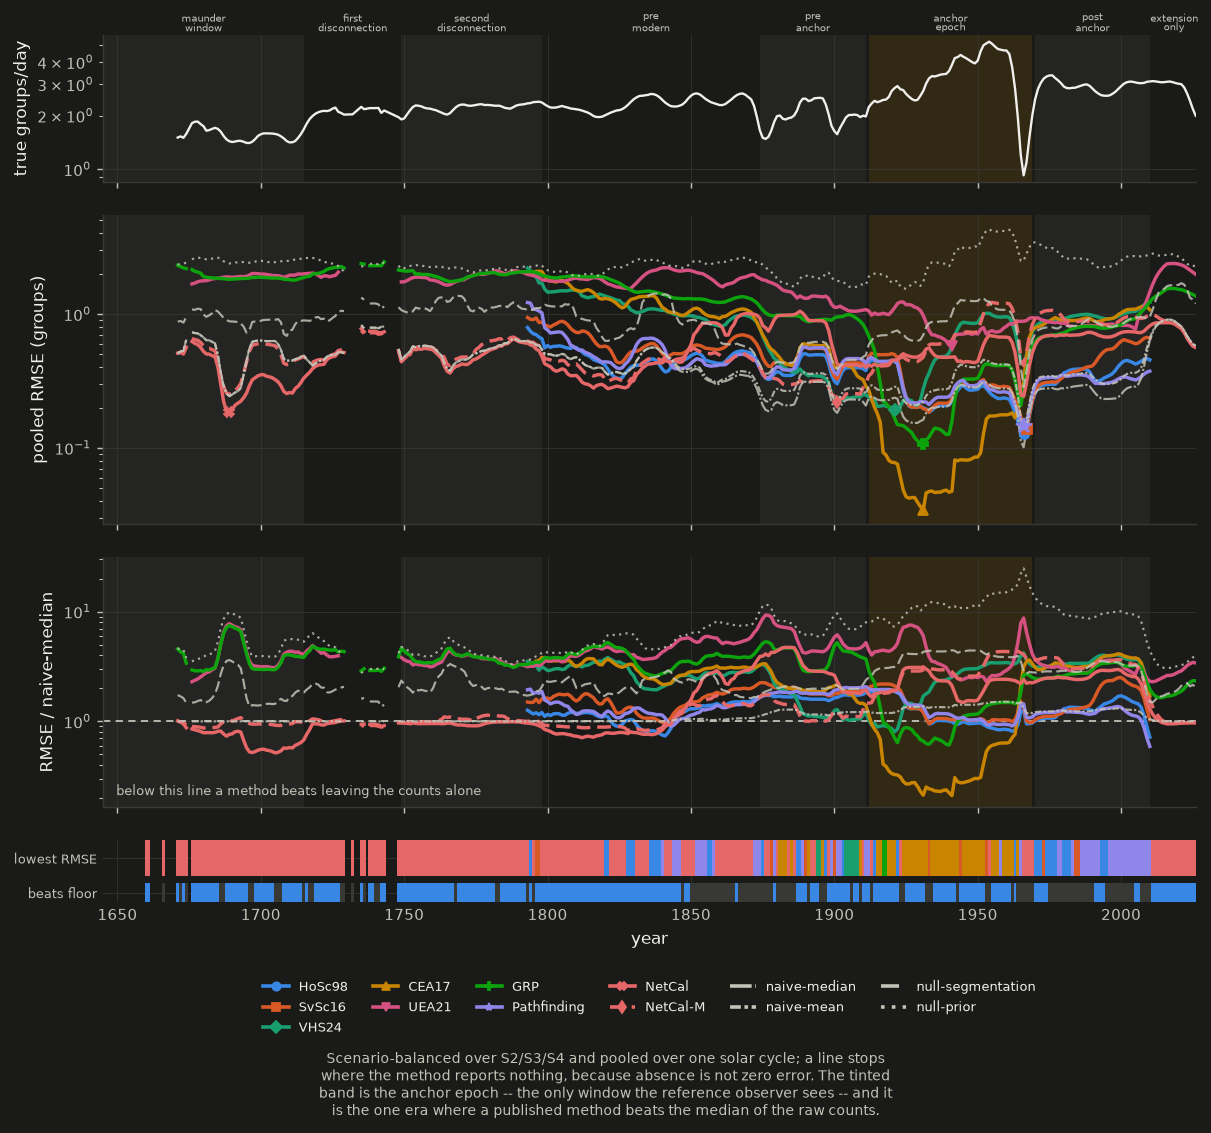 maunder
window
first
disconnection
second
disconnection
pre
modern
pre
anchor
anchor
epoch
post
anchor
extension
only
true groups/day
4 × 10⁰
3 × 10⁰
2 × 10⁰
10⁰
pooled RMSE (groups)
10⁰
10⁻¹
RMSE / naive-median
10¹
10⁰
below this line a method beats leaving the counts alone
lowest RMSE
beats floor
1650 1700 1750 1800 1850 1900 1950 2000
year
HoSc98 CEA17 GRP NetCal naive-median null-segmentation
SvSc16 UEA21 Pathfinding NetCal-M naive-mean null-prior
VHS24
Scenario-balanced over S2/S3/S4 and pooled over one solar cycle; a line stops
where the method reports nothing, because absence is not zero error. The tinted
band is the anchor epoch -- the only window the reference observer sees -- and it
is the one era where a published method beats the median of the raw counts.